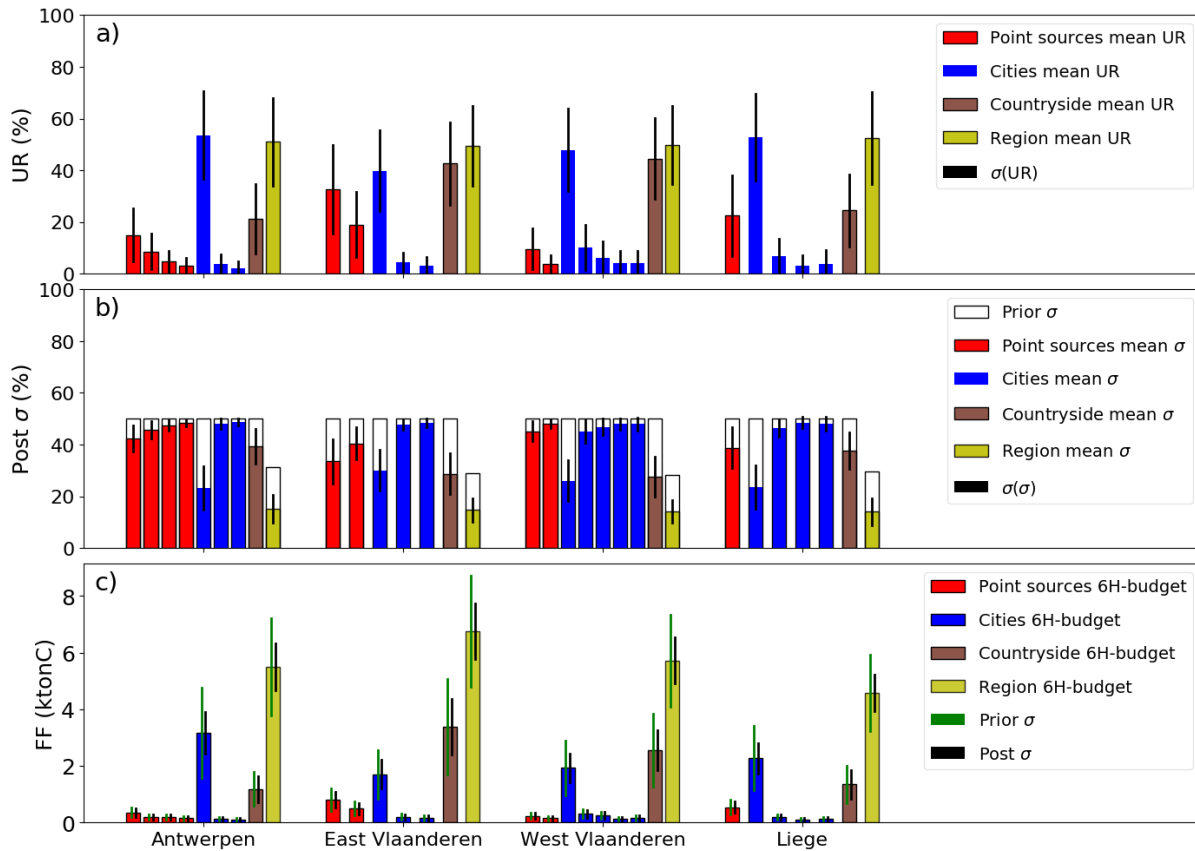 100
80
60
40
20
0
UR (%)
a)
Point sources mean UR
Cities mean UR
Countryside mean UR
Region mean UR
σ(UR)
100
80
60
40
20
0
Post σ (%)
b)
Prior σ
Point sources mean σ
Cities mean σ
Countryside mean σ
Region mean σ
σ(σ)
8
6
4
2
0
FF (ktonC)
c)
Point sources 6H-budget
Cities 6H-budget
Countryside 6H-budget
Region 6H-budget
Prior σ
Post σ
Antwerpen East Vlaanderen West Vlaanderen Liege